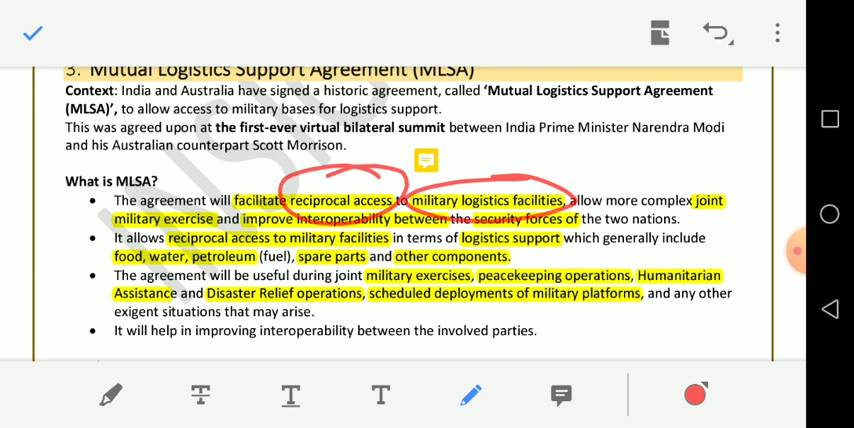 3. Mutual Logistics Support Agreement (MLSA)
Context: India and Australia have signed a historic agreement, called ‘Mutual Logistics Support Agreement
(MLSA)’, to allow access to military bases for logistics support.
This was agreed upon at the first-ever virtual bilateral summit between India Prime Minister Narendra Modi
and his Australian counterpart Scott Morrison.
What is MLSA?
• The agreement will facilitate reciprocal access to military logistics facilities, allow more complex joint
military exercise and improve interoperability between the security forces of the two nations.
• It allows reciprocal access to military facilities in terms of logistics support which generally include
food, water, petroleum (fuel), spare parts and other components.
• The agreement will be useful during joint military exercises, peacekeeping operations, Humanitarian
Assistance and Disaster Relief operations, scheduled deployments of military platforms, and any other
exigent situations that may arise.
• It will help in improving interoperability between the involved parties.
T T T